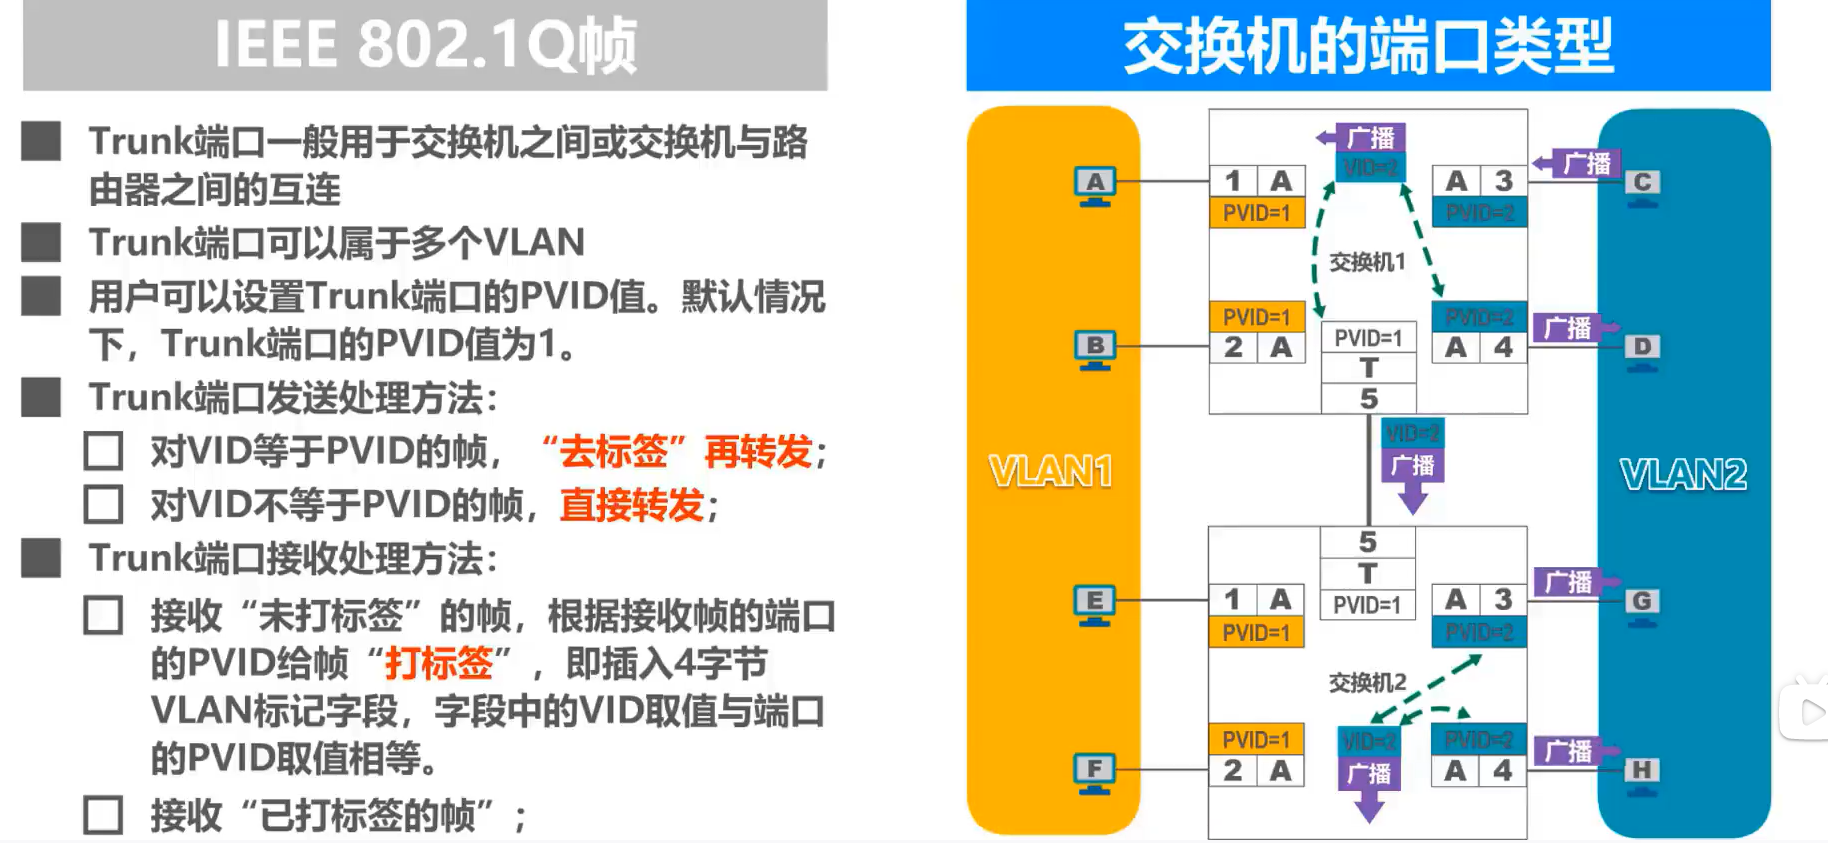 IEEE 802.1Q帧
Trunk端口一般用于交换机之间或交换机与路
由器之间的互连
Trunk端口可以属于多个VLAN
用户可以设置Trunk端口的PVID值。默认情况
下，Trunk端口的PVID值为1。
Trunk端口发送处理方法：
对VID等于PVID的帧，“去标签”再转发；
对VID不等于PVID的帧，直接转发；
Trunk端口接收处理方法：
接收“未打标签”的帧，根据接收帧的端口
的PVID给帧“打标签”，即插入4字节
VLAN标记字段，字段中的VID取值与端口
的PVID取值相等。
接收“已打标签的帧”；
交换机的端口类型
广播
VID=2
广播
A
1 A
A 3
C
PVID=1
PVID=2
交换机1
PVID=1
PVID=2
广播
B
2 A
PVID=1
A 4
D
T
5
VID=2
广播
VLAN1
VLAN2
5
T
PVID=1
广播
E
1 A
A 3
G
PVID=1
PVID=2
交换机2
PVID=1
VID=2
PVID=2
广播
F
2 A
广播
A 4
H